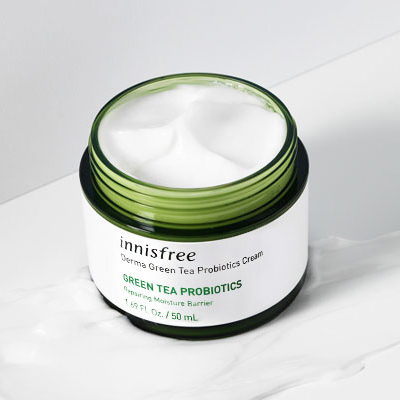 innisfree
Derma Green Tea Probiotics Cream
GREEN TEA PROBIOTICS
Repairing Moisture Barrier
1.69 Fl. Oz. / 50 mL